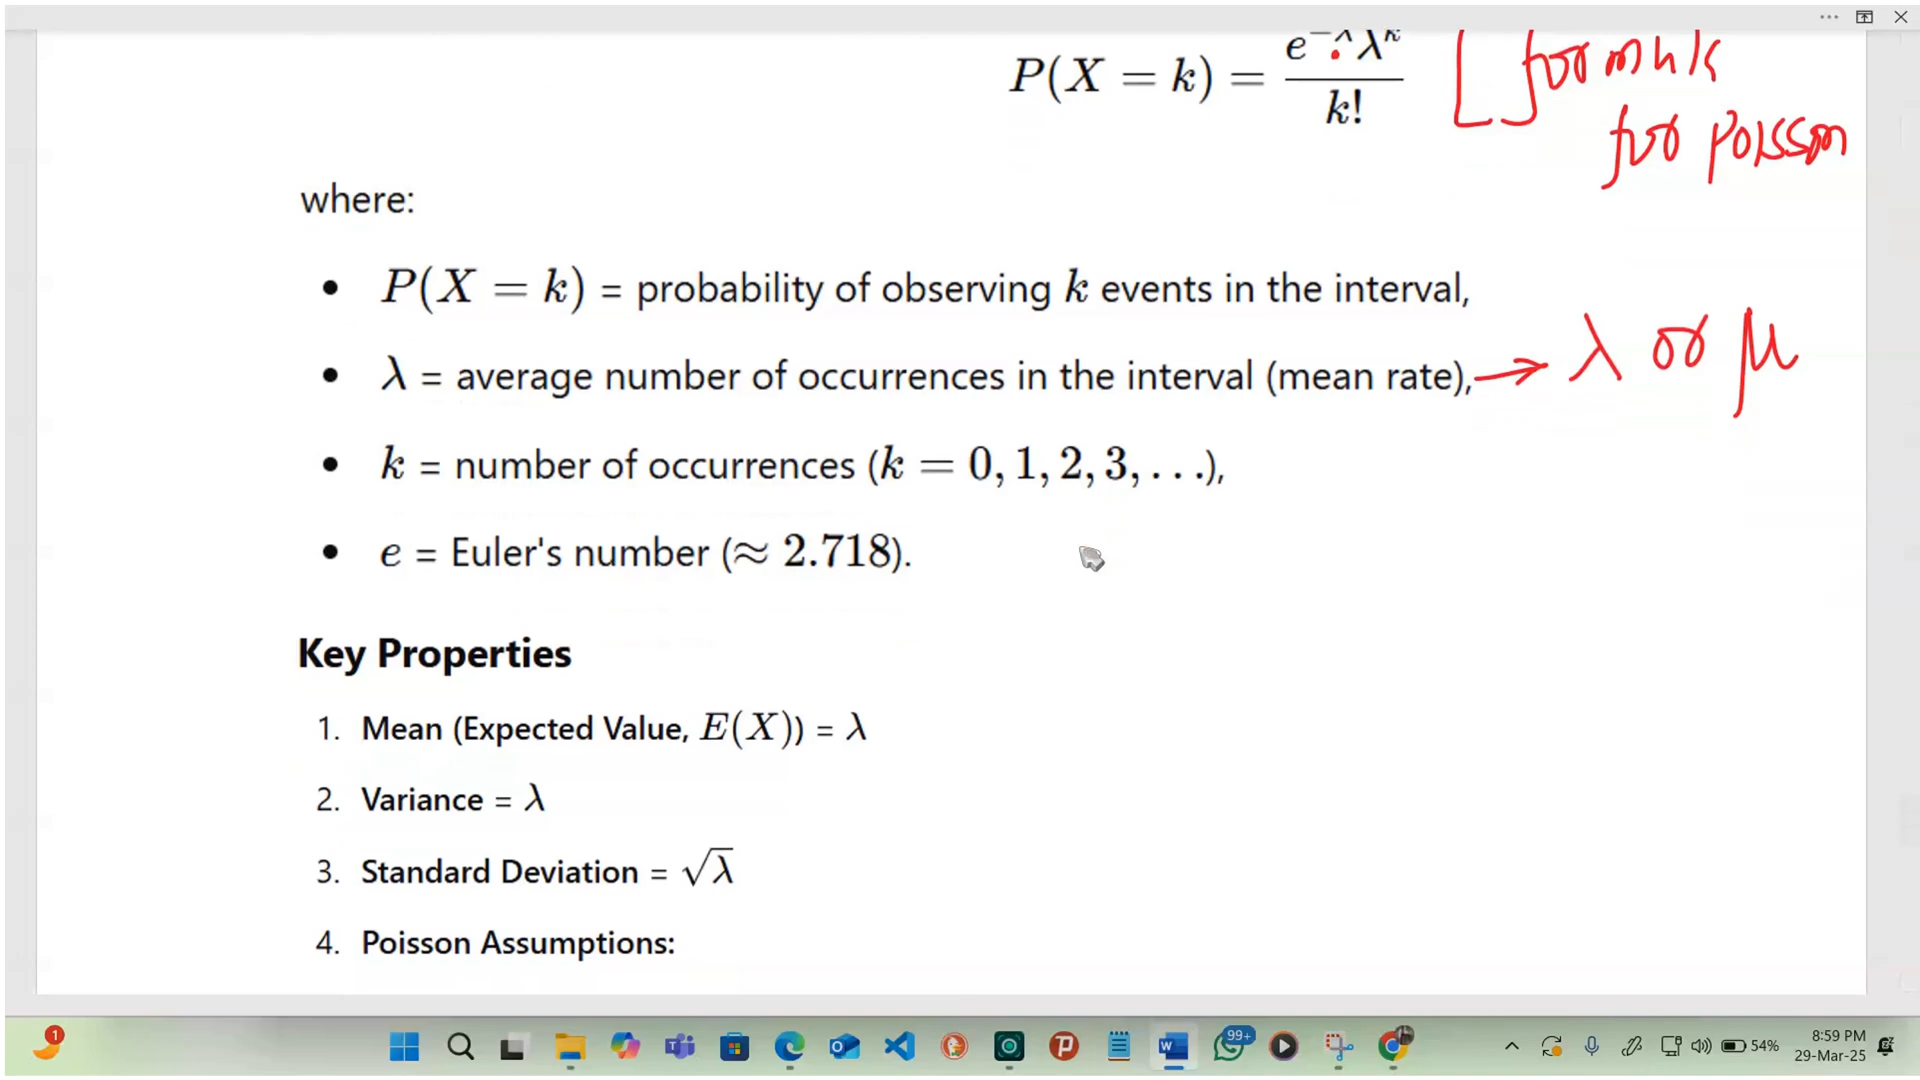 P(X = k) = e^{-λ} λ^k / k!
formula
for poisson
where:
• P(X = k) = probability of observing k events in the interval,
• λ = average number of occurrences in the interval (mean rate), → λ or μ
• k = number of occurrences (k = 0, 1, 2, 3, . . .),
• e = Euler's number (≈ 2.718).
Key Properties
1. Mean (Expected Value, E(X)) = λ
2. Variance = λ
3. Standard Deviation = √λ
4. Poisson Assumptions:
1
99+
54%
8:59 PM
29-Mar-25